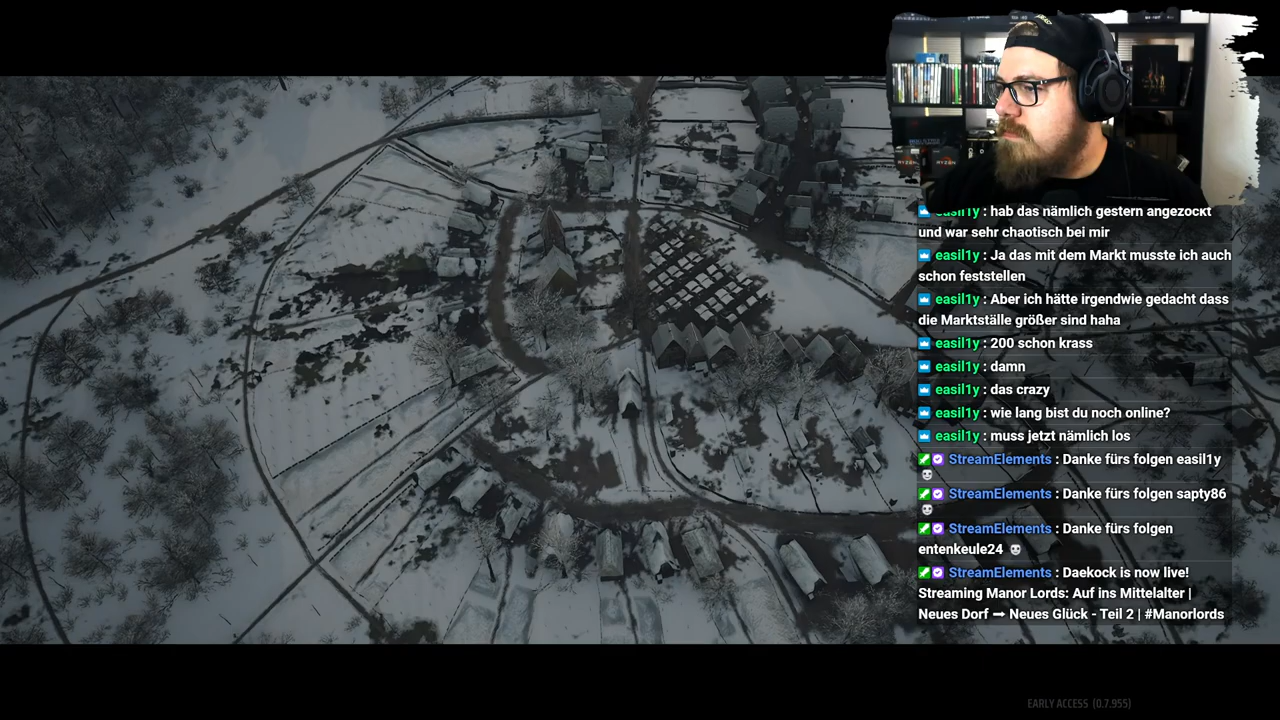 easil1y : hab das nämlich gestern angezockt
und war sehr chaotisch bei mir
easil1y : Ja das mit dem Markt musste ich auch
schon feststellen
easil1y : Aber ich hätte irgendwie gedacht dass
die Marktställe größer sind haha
easil1y : 200 schon krass
easil1y : damn
easil1y : das crazy
easil1y : wie lang bist du noch online?
easil1y : muss jetzt nämlich los
StreamElements : Danke fürs folgen easil1y
StreamElements : Danke fürs folgen sapty86
StreamElements : Danke fürs folgen
entenkeule24
StreamElements : Daekock is now live!
Streaming Manor Lords: Auf ins Mittelalter |
Neues Dorf ➞ Neues Glück - Teil 2 | #Manorlords
EARLY ACCESS (0.7.955)